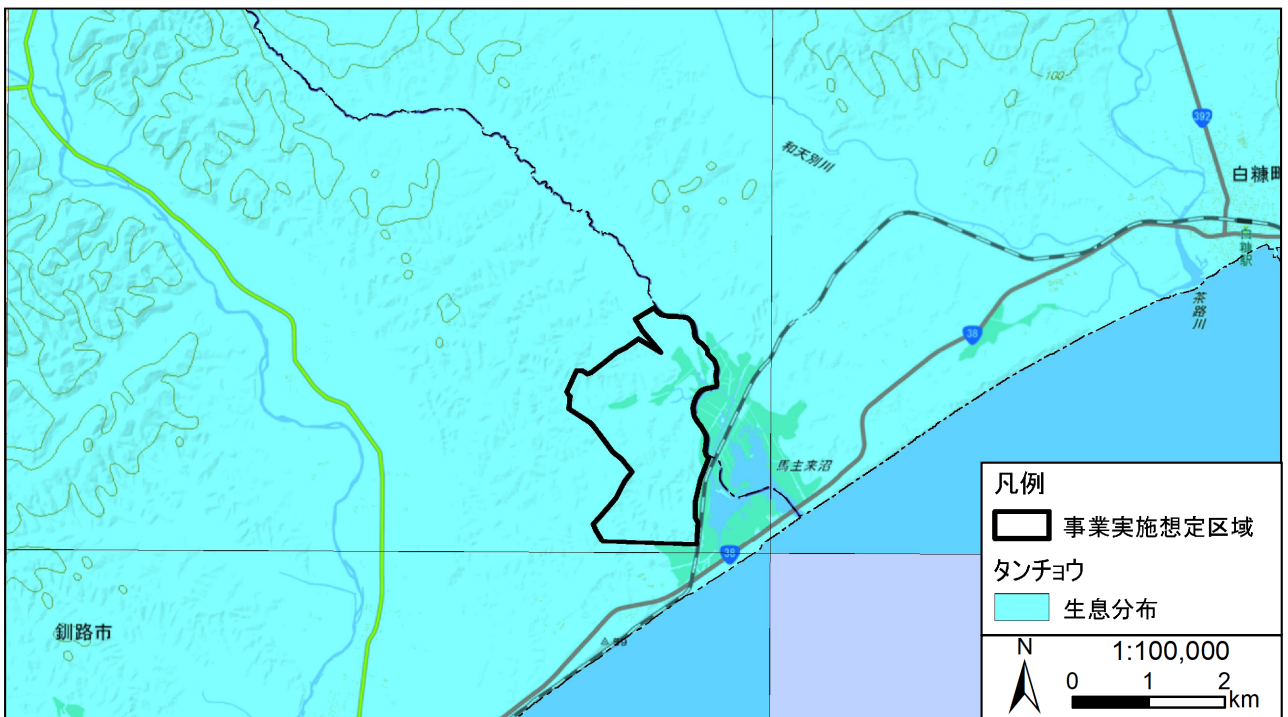 100
392
和天別川
白糠町
白糠駅
茶路川
38
馬主来沼
38
釧路市
凡例
事業実施想定区域
タンチョウ
生息分布
N
1:100,000
0 1 2
km